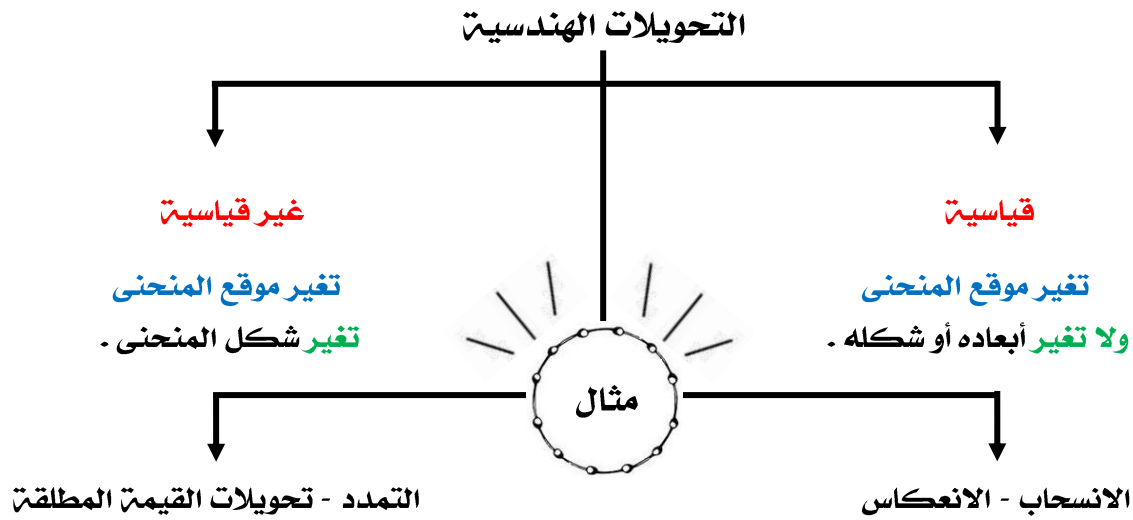 التحويلات الهندسية
قياسية
تغير موقع المنحنى
ولا تغير أبعاده أو شكله .
غير قياسية
تغير موقع المنحنى
تغير شكل المنحنى .
مثال
الانسحاب - الانعكاس
التمدد - تحويلات القيمة المطلقة